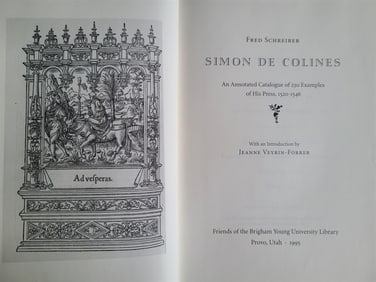 Ad vesperas.
FRED SCHREIBER
SIMON DE COLINES
An Annotated Catalogue of 230 Examples
of His Press, 1520–1546
With an Introduction by
JEANNE VEYRIN-FORRER
Friends of the Brigham Young University Library
Provo, Utah · 1995